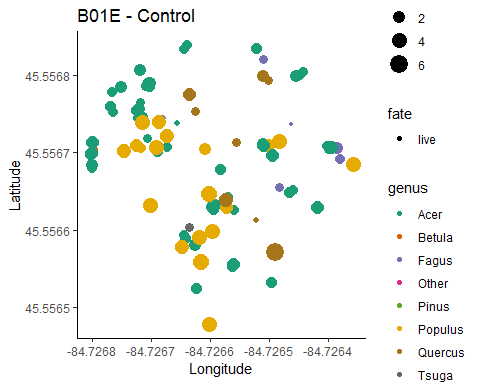 B01E - Control
45.5568
45.5567
45.5566
45.5565
Latitude
-84.7268
-84.7267
-84.7266
-84.7265
-84.7264
Longitude
2
4
6
fate
live
genus
Acer
Betula
Fagus
Other
Pinus
Populus
Quercus
Tsuga